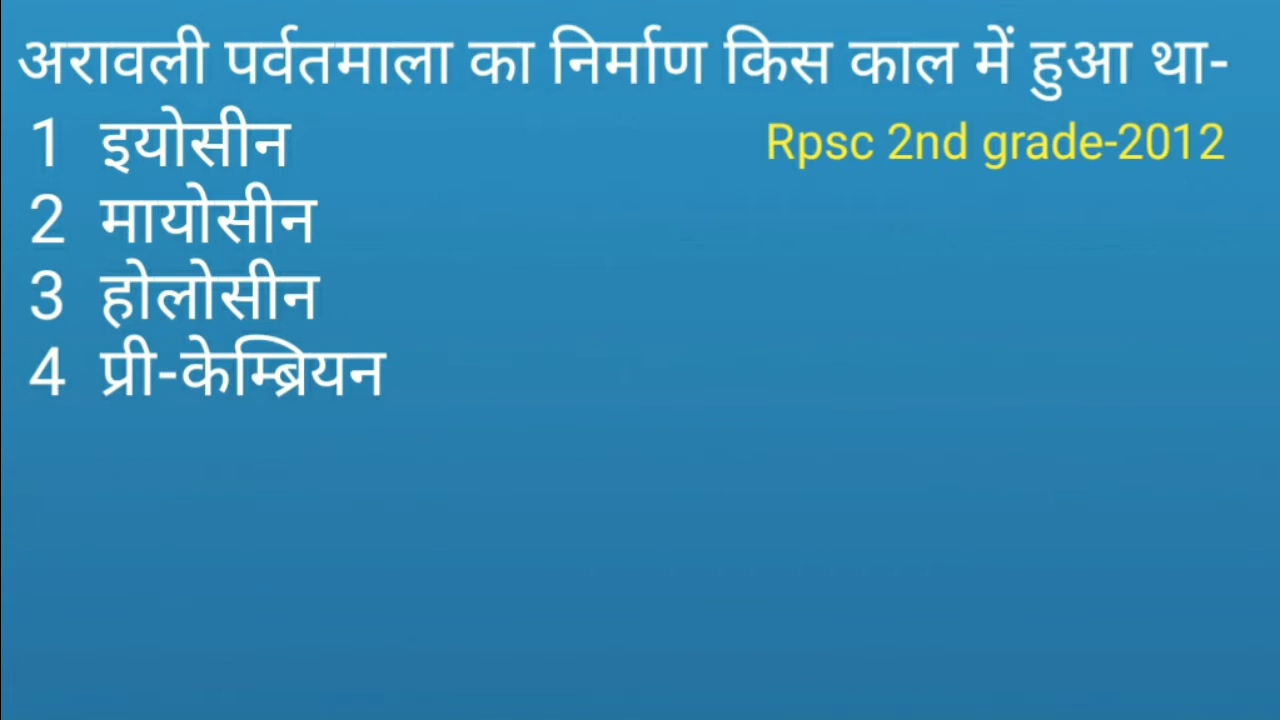 अरावली पर्वतमाला का निर्माण किस काल में हुआ था-
1 इयोसीन
Rpsc 2nd grade-2012
2 मायोसीन
3 होलोसीन
4 प्री-केम्ब्रियन